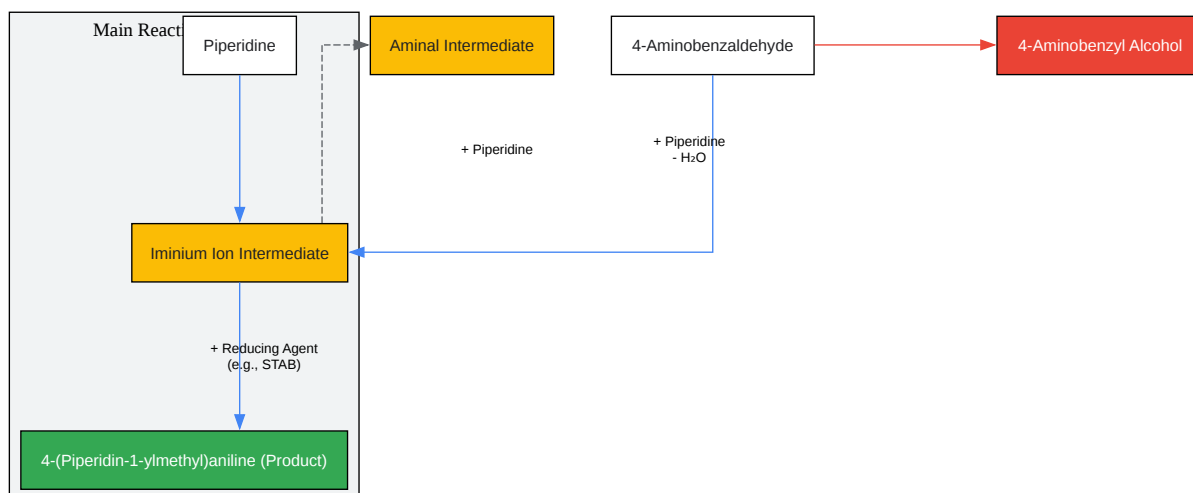 Main Reacti
Piperidine
Aminal Intermediate
4-Aminobenzaldehyde
4-Aminobenzyl Alcohol
+ Piperidine
+ Piperidine
- H₂O
Iminium Ion Intermediate
+ Reducing Agent
(e.g., STAB)
4-(Piperidin-1-ylmethyl)aniline (Product)